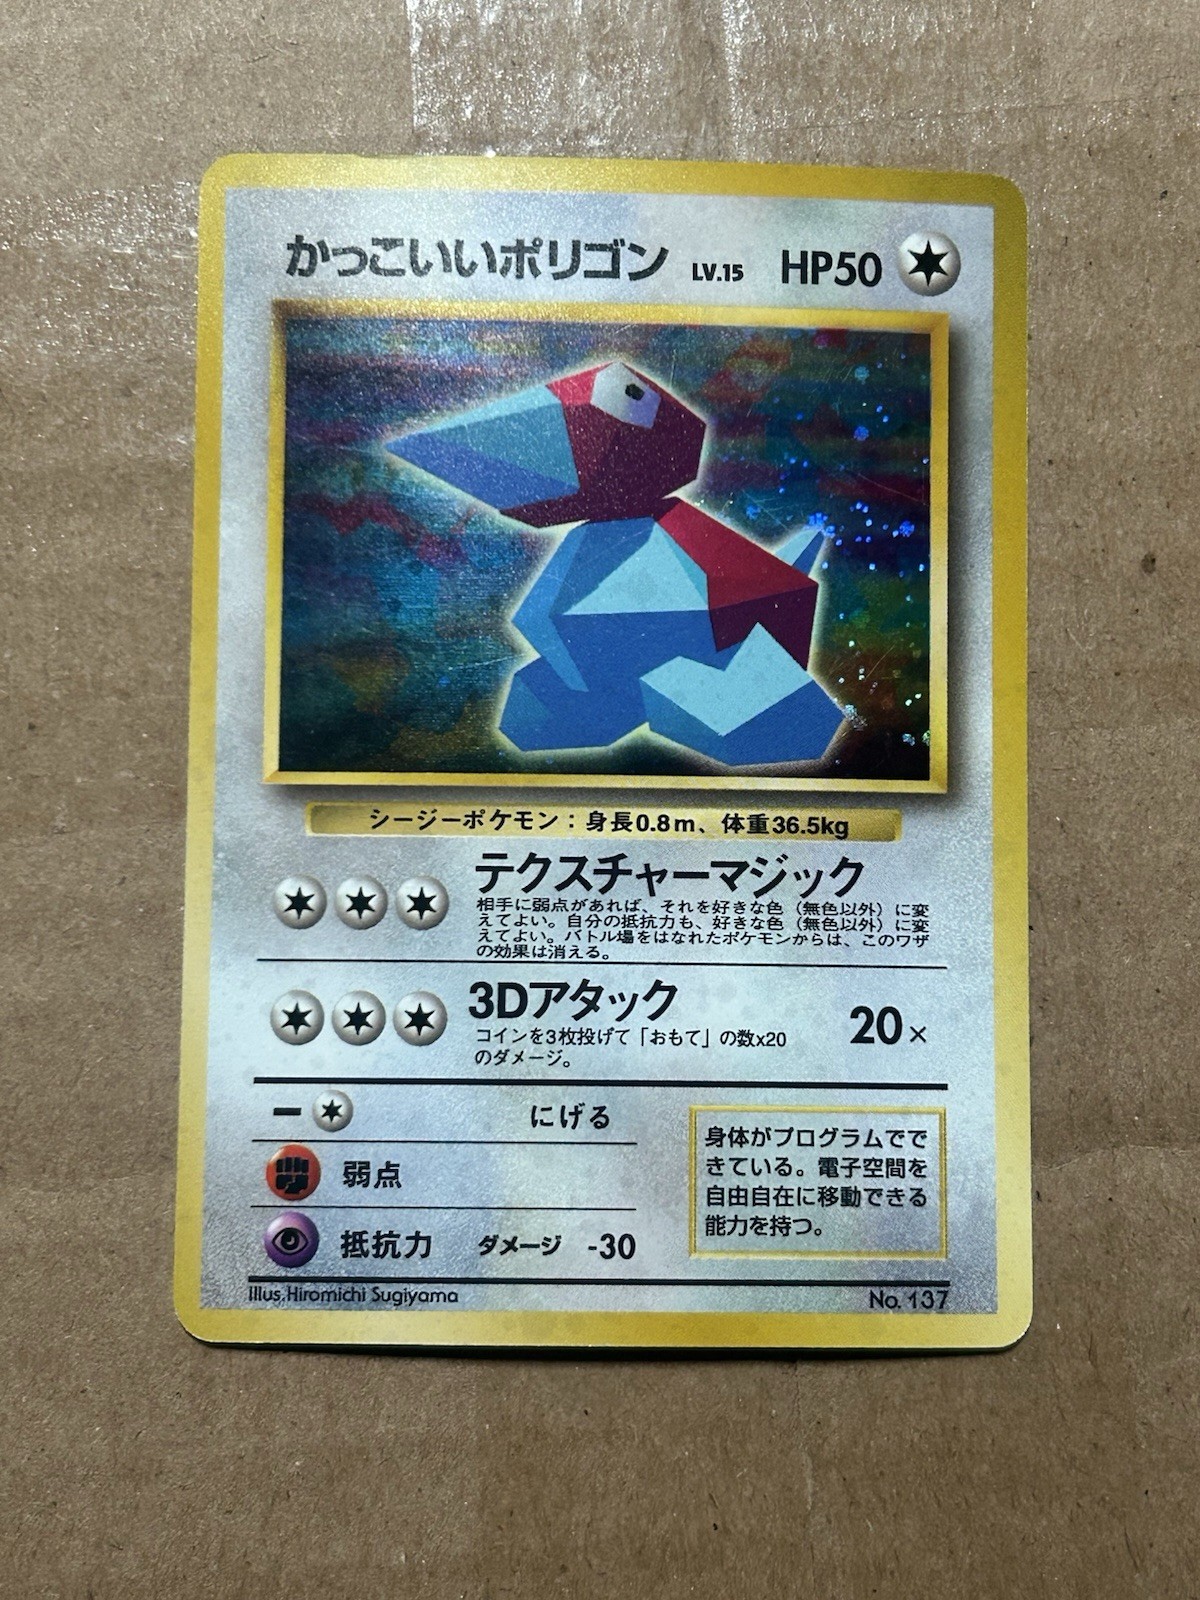 かっこいいポリゴン LV.15 HP50
シージーポケモン：身長0.8m、体重36.5kg
テクスチャーマジック
相手に弱点があれば、それを好きな色（無色以外）に変
えてよい。自分の抵抗力も、好きな色（無色以外）に変
えてよい。バトル場をはなれたポケモンからは、このワザ
の効果は消える。
3Dアタック 20×
コインを3枚投げて「おもて」の数x20
のダメージ。
にげる
弱点
抵抗力 ダメージ -30
身体がプログラムでで
きている。電子空間を
自由自在に移動できる
能力を持つ。
Illus.Hiromichi Sugiyama No. 137